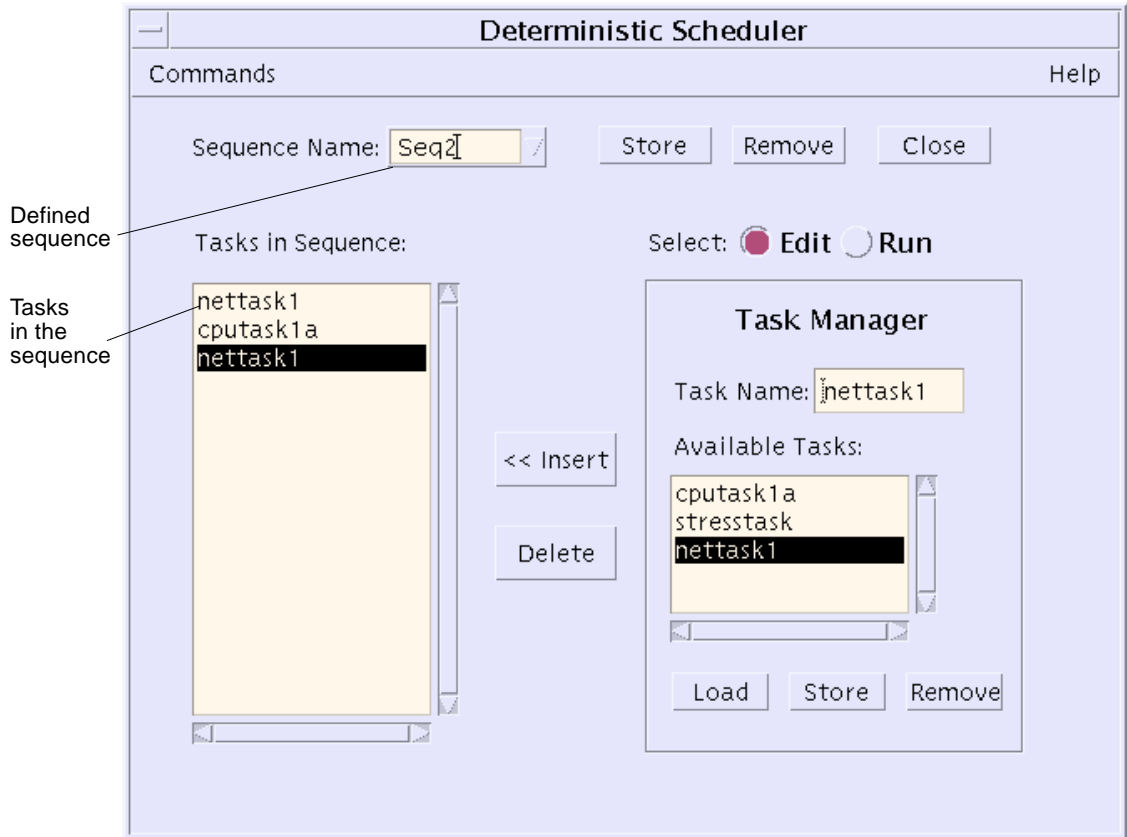 Deterministic Scheduler
Commands Help
Sequence Name: Seq2 Store Remove Close
Defined
sequence
Tasks in Sequence: Select: Edit Run
Tasks
in the
sequence
nettask1
cputask1a
nettask1
<< Insert
Delete
Task Manager
Task Name: nettask1
Available Tasks:
cputask1a
stresstask
nettask1
Load Store Remove